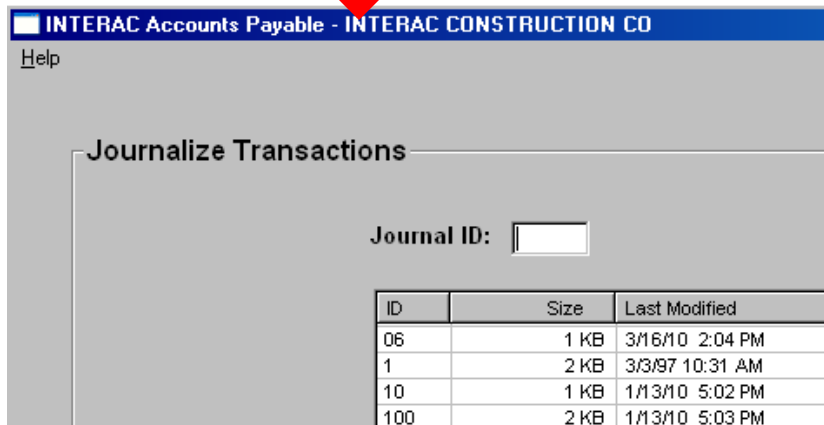 INTERAC Accounts Payable - INTERAC CONSTRUCTION CO
Help
Journalize Transactions
Journal ID:
ID Size Last Modified
06 1 KB 3/16/10 2:04 PM
1 2 KB 3/3/97 10:31 AM
10 1 KB 1/13/10 5:02 PM
100 2 KB 1/13/10 5:03 PM